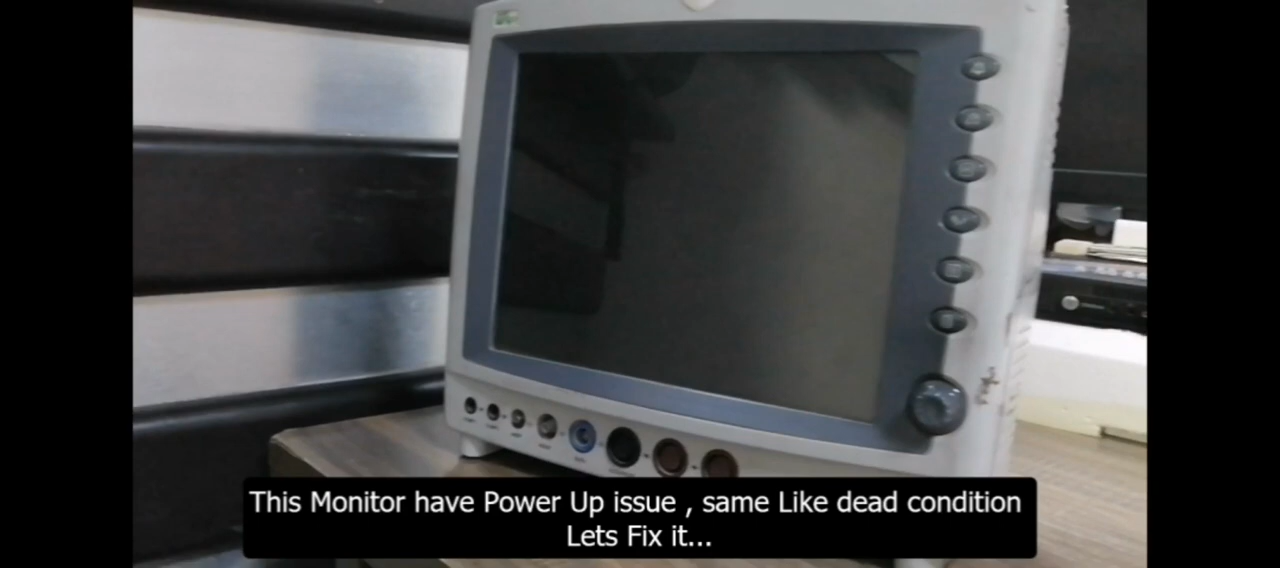 This Monitor have Power Up issue , same Like dead condition
Lets Fix it...